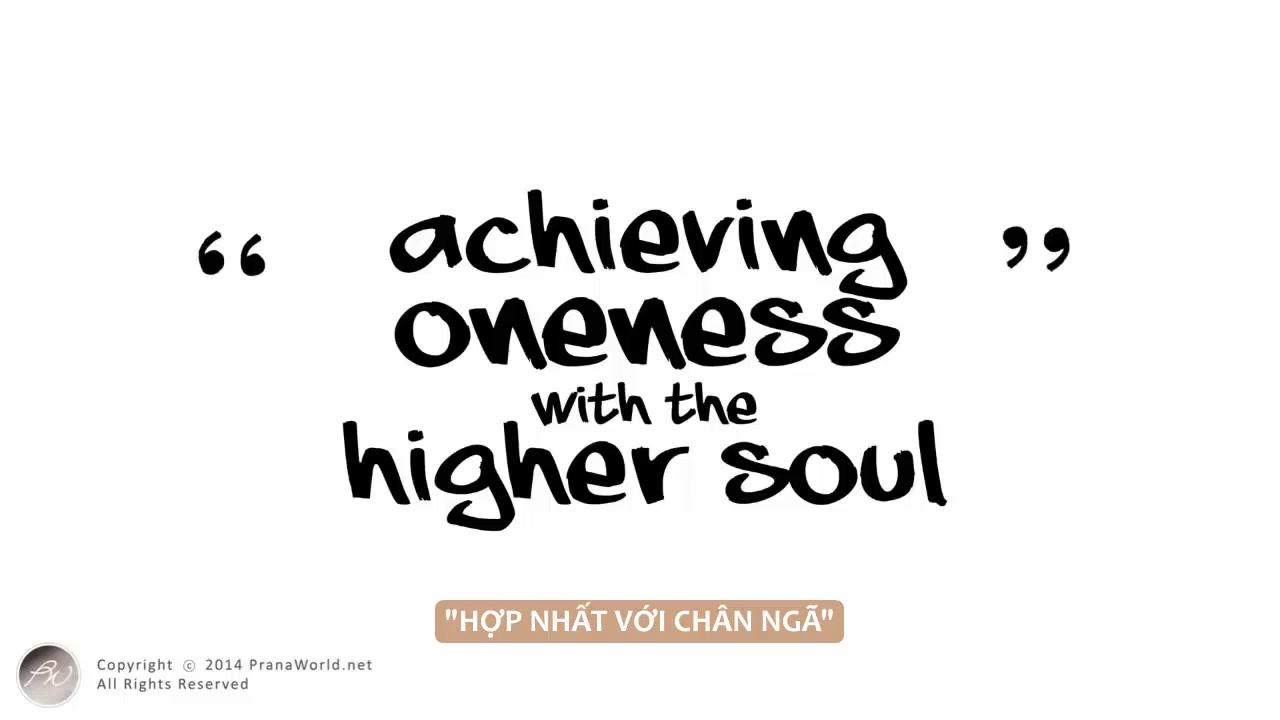 “ achieving ”
oneness
with the
higher soul
"HỢP NHẤT VỚI CHÂN NGÃ"
Copyright © 2014 PranaWorld.net
All Rights Reserved